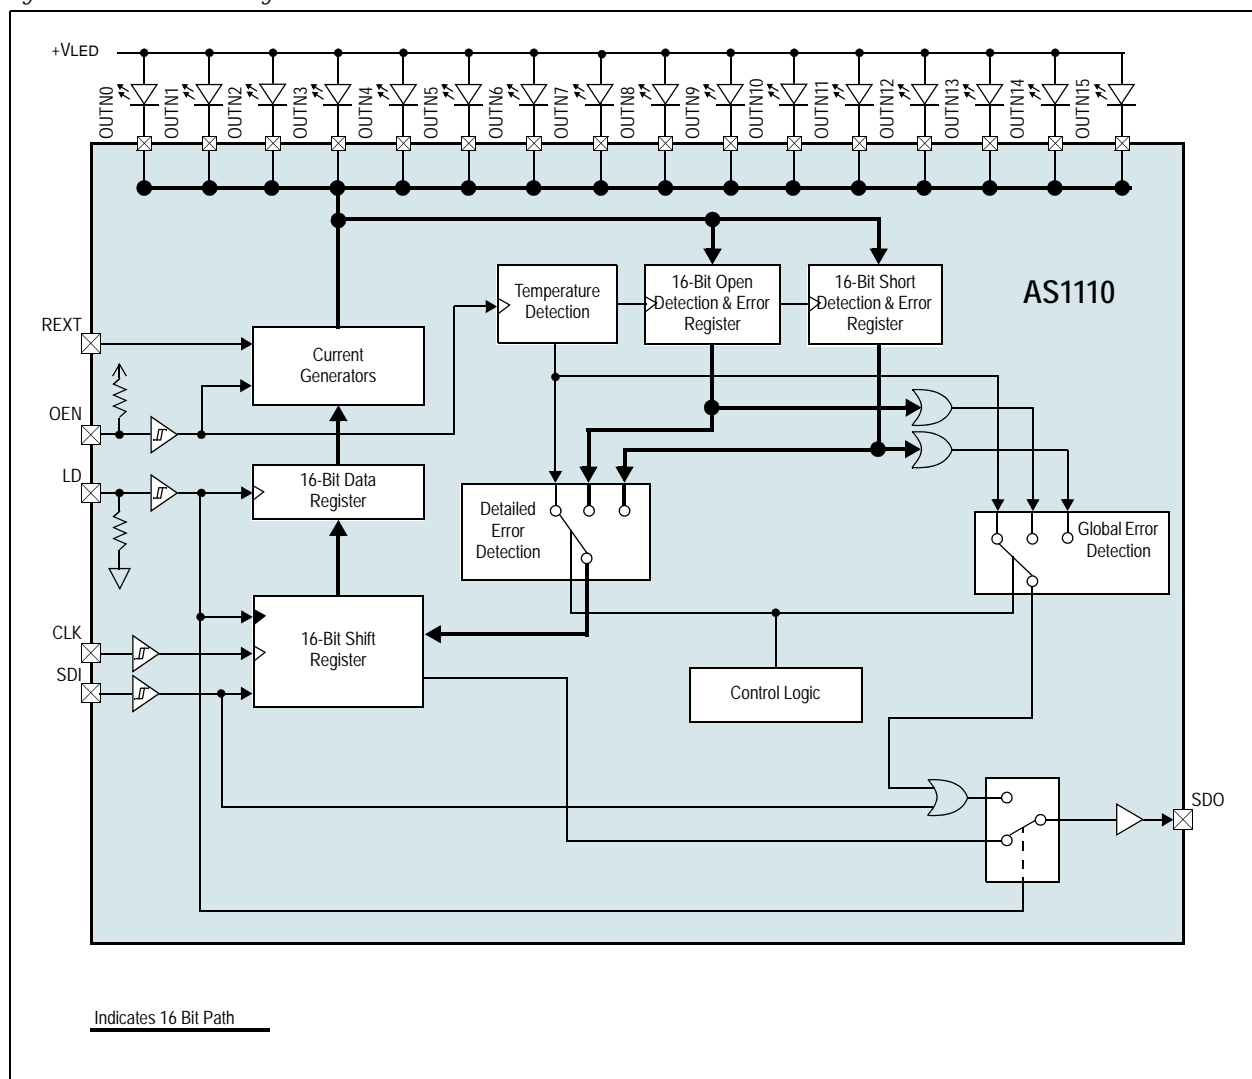 +VLED
OUTN0
OUTN1
OUTN2
OUTN3
OUTN4
OUTN5
OUTN6
OUTN7
OUTN8
OUTN9
OUTN10
OUTN11
OUTN12
OUTN13
OUTN14
OUTN15
AS1110
Temperature
Detection
16-Bit Open
Detection & Error
Register
16-Bit Short
Detection & Error
Register
REXT
Current
Generators
OEN
LD
16-Bit Data
Register
Detailed
Error
Detection
Global Error
Detection
CLK
SDI
16-Bit Shift
Register
Control Logic
SDO
Indicates 16 Bit Path